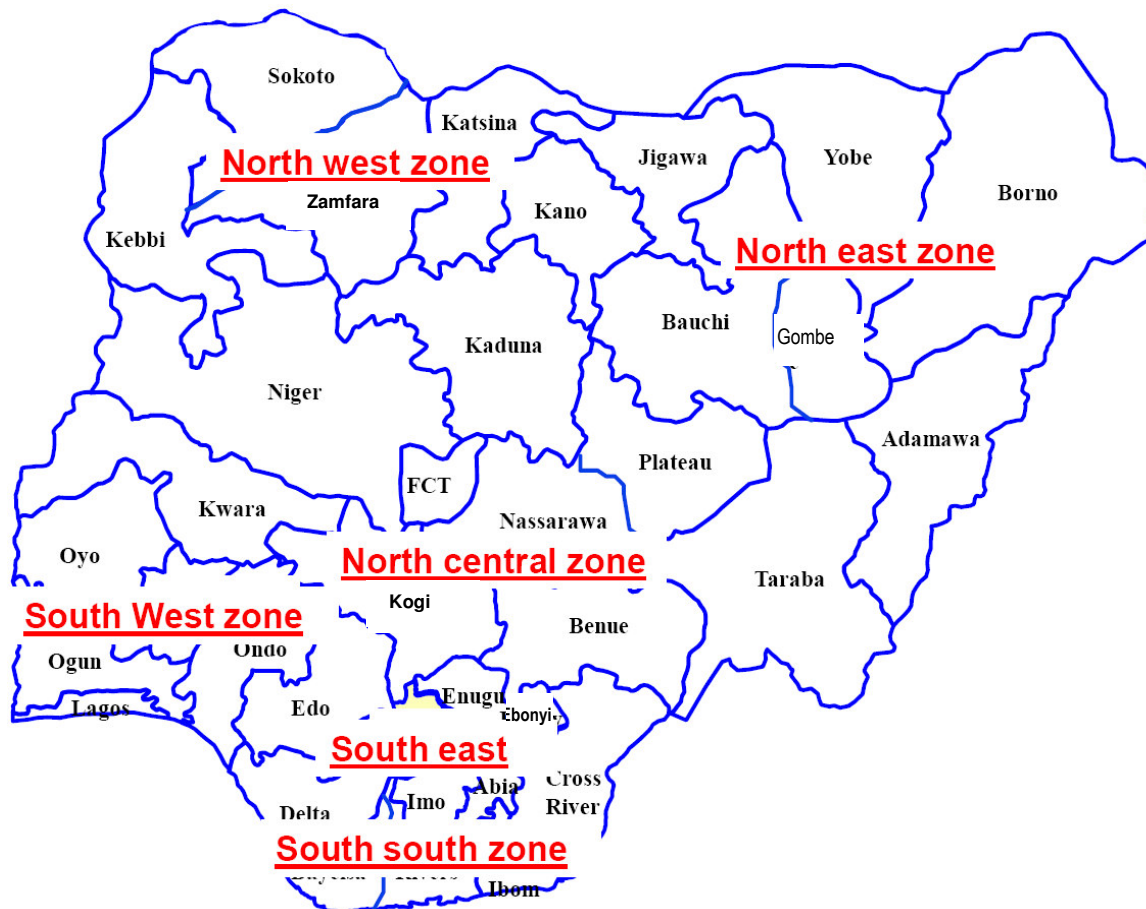 Sokoto
Katsina
Jigawa
Yobe
North west zone
Zamfara
Kano
Borno
Kebbi
North east zone
Bauchi
Gombe
Kaduna
Niger
Adamawa
Plateau
FCT
Kwara
Nassarawa
Oyo
North central zone
Taraba
Kogi
South West zone
Benue
Ondo
Ogun
Enugu
Lagos
Edo
Ebonyi
South east
Cross
River
Abia
Imo
Delta
South south zone
Ibom